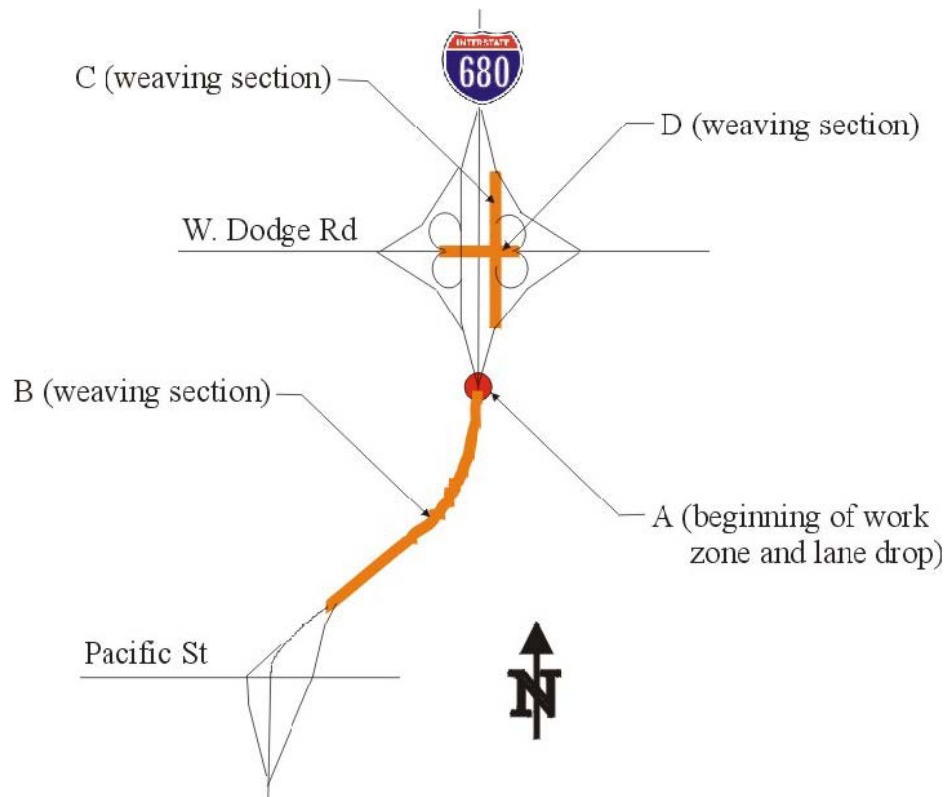 INTERSTATE
680
C (weaving section)
D (weaving section)
W. Dodge Rd
B (weaving section)
A (beginning of work
zone and lane drop)
Pacific St
N